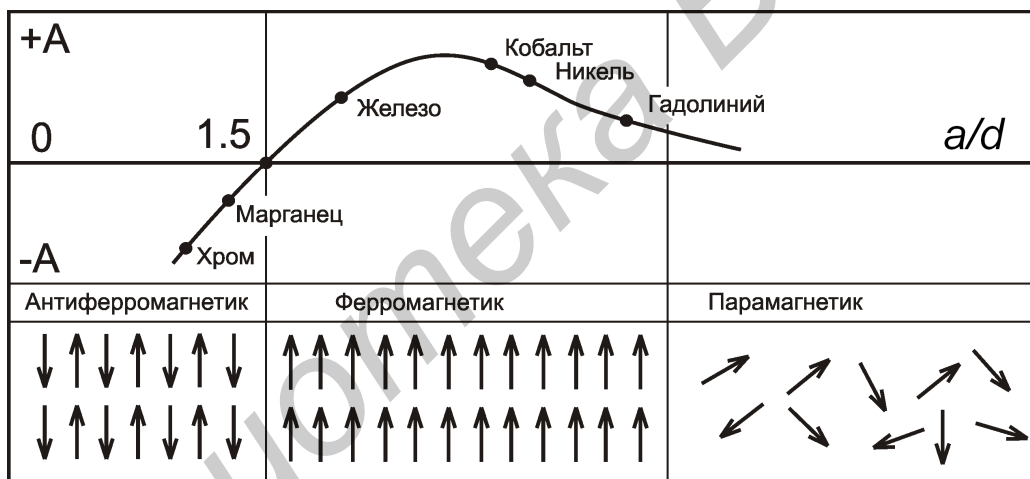 +A
Кобальт
Никель
Железо
Гадолиний
0
1.5
a/d
Марганец
-A
Хром
Антиферромагнетик
Ферромагнетик
Парамагнетик